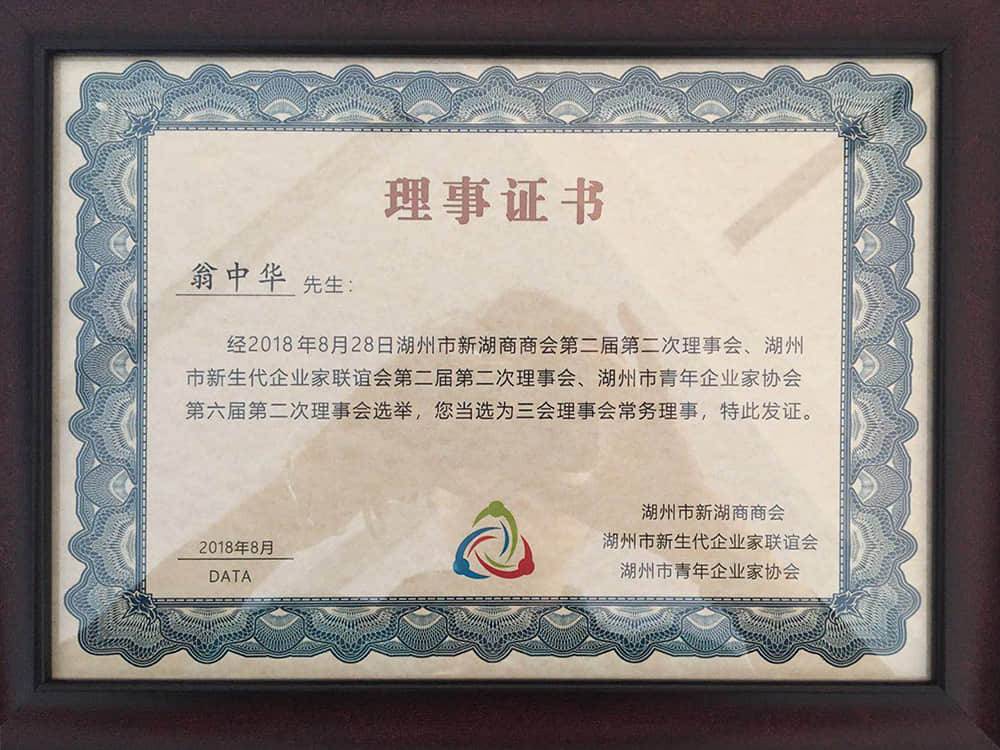 理事证书
翁中华 先生：
经2018年8月28日湖州市新湖商商会第二届第二次理事会、湖州
市新生代企业家联谊会第二届第二次理事会、湖州市青年企业家协会
第六届第二次理事会选举，您当选为三会理事会常务理事，特此发证。
湖州市新湖商商会
湖州市新生代企业家联谊会
湖州市青年企业家协会
2018年8月
DATA